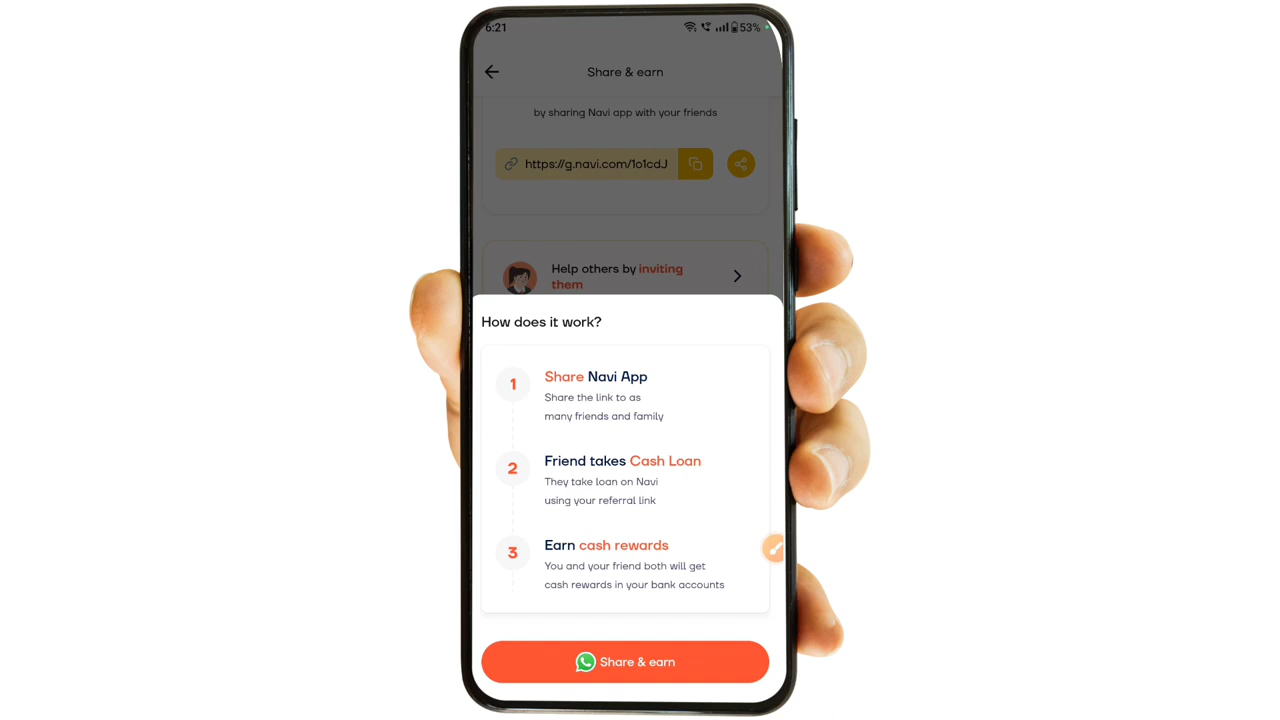 6:21
53%
Share & earn
by sharing Navi app with your friends
https://g.navi.com/1o1cdJ
Help others by inviting
them
How does it work?
1
Share Navi App
Share the link to as
many friends and family
2
Friend takes Cash Loan
They take loan on Navi
using your referral link
3
Earn cash rewards
You and your friend both will get
cash rewards in your bank accounts
Share & earn